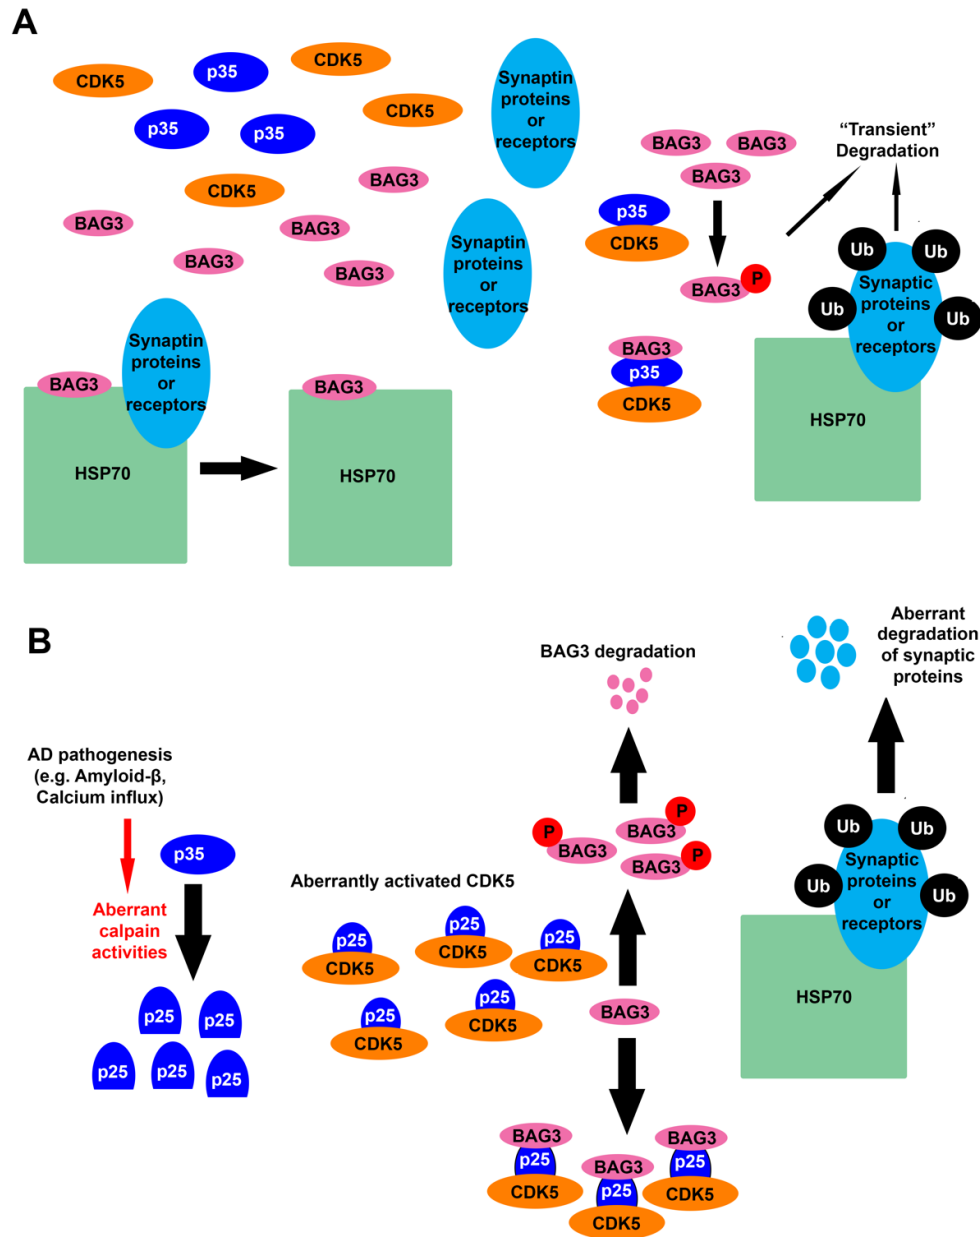 A
CDK5
p35
CDK5
p35
p35
CDK5
CDK5
BAG3
BAG3
BAG3
BAG3
BAG3
Synaptin
proteins
or
receptors
Synaptin
proteins
or
receptors
Synaptin
proteins
or
receptors
BAG3
HSP70
BAG3
HSP70
BAG3
BAG3
BAG3
p35
CDK5
BAG3
P
BAG3
p35
CDK5
“Transient”
Degradation
Ub
Ub
Ub
Ub
Synaptic
proteins
or
receptors
HSP70
B
AD pathogenesis
(e.g. Amyloid-β,
Calcium influx)
p35
Aberrant
calpain
activities
p25
p25
p25
p25
p25
Aberrantly activated CDK5
p25
CDK5
p25
CDK5
p25
CDK5
p25
CDK5
p25
CDK5
BAG3 degradation
P
BAG3
P
BAG3
P
BAG3
BAG3
BAG3
p25
CDK5
BAG3
p25
CDK5
BAG3
p25
CDK5
Aberrant
degradation
of synaptic
proteins
Ub
Ub
Ub
Ub
Synaptic
proteins
or
receptors
HSP70